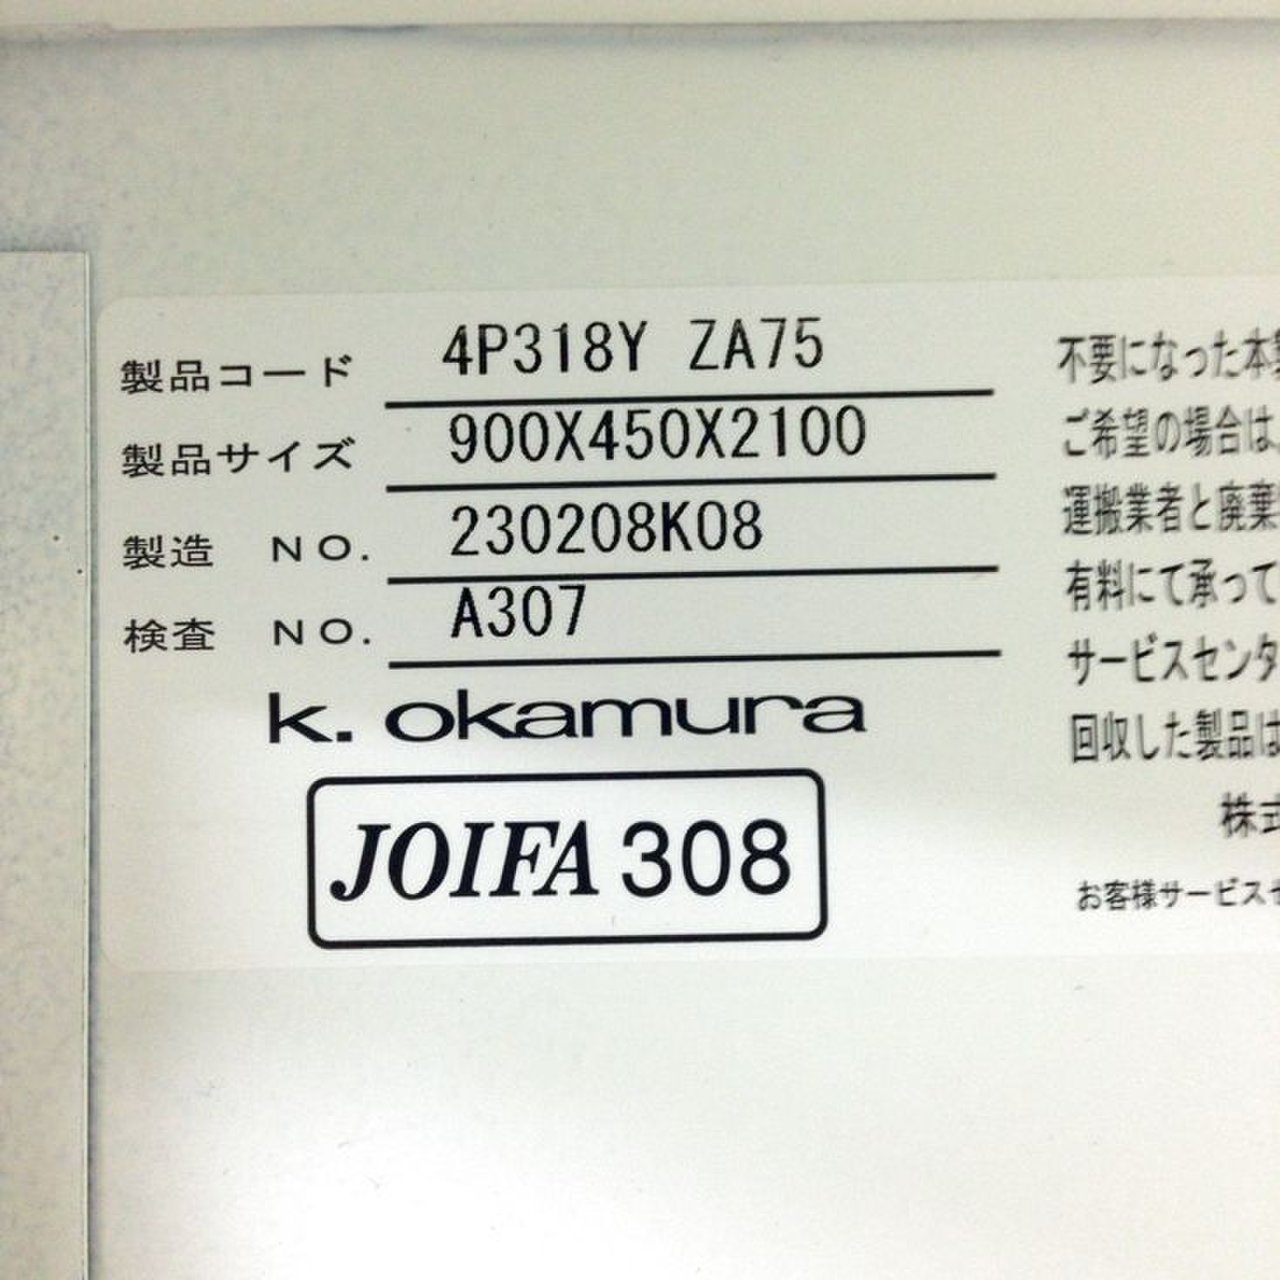 製品コード 4P318Y ZA75
製品サイズ 900X450X2100
製造 NO. 230208K08
検査 NO. A307
k. okamura
JOIFA 308
不要になった本製
ご希望の場合は、
運搬業者と廃棄
有料にて承って
サービスセンタ
回収した製品は
株式
お客様サービスセ